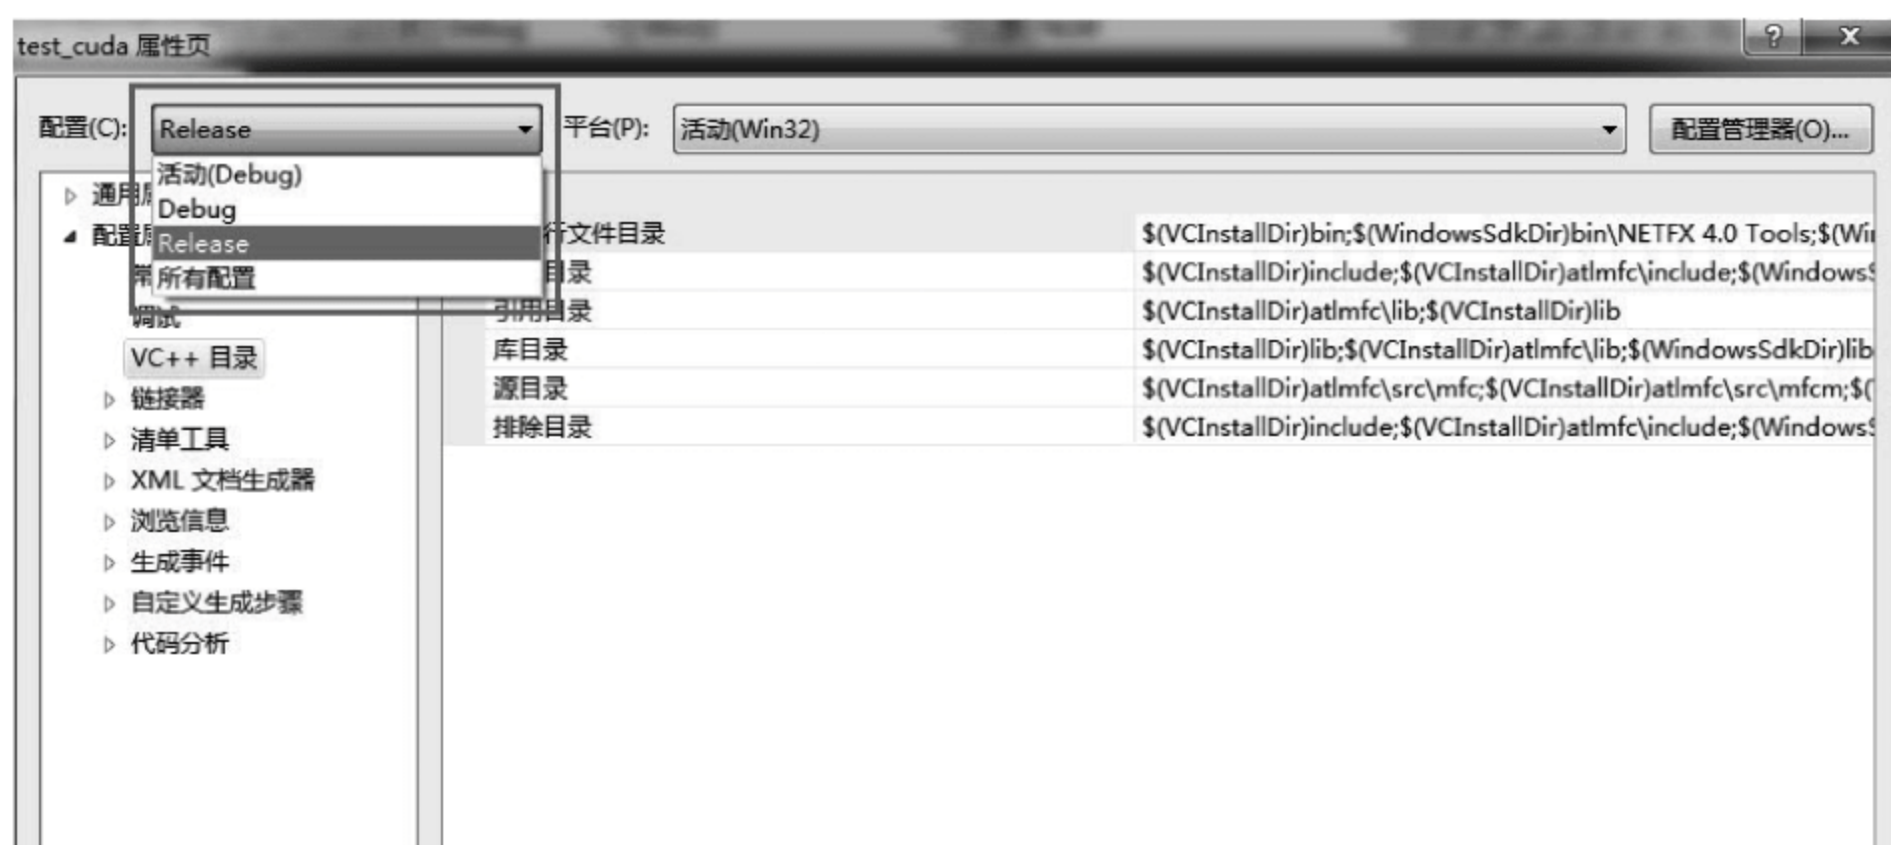 test_cuda 属性页
? X
配置(C): Release 平台(P): 活动(Win32) 配置管理器(O)...
活动(Debug)
Debug
Release
所有配置
通用
配置
常
调试
VC++ 目录
链接器
清单工具
XML 文档生成器
浏览信息
生成事件
自定义生成步骤
代码分析
行文件目录 $(VCInstallDir)bin;$(WindowsSdkDir)bin\NETFX 4.0 Tools;$(Wi
目录 $(VCInstallDir)include;$(VCInstallDir)atlmfc\include;$(Windows
引用目录 $(VCInstallDir)atlmfc\lib;$(VCInstallDir)lib
库目录 $(VCInstallDir)lib;$(VCInstallDir)atlmfc\lib;$(WindowsSdkDir)lib
源目录 $(VCInstallDir)atlmfc\src\mfc;$(VCInstallDir)atlmfc\src\mfcm;$(
排除目录 $(VCInstallDir)include;$(VCInstallDir)atlmfc\include;$(Windows